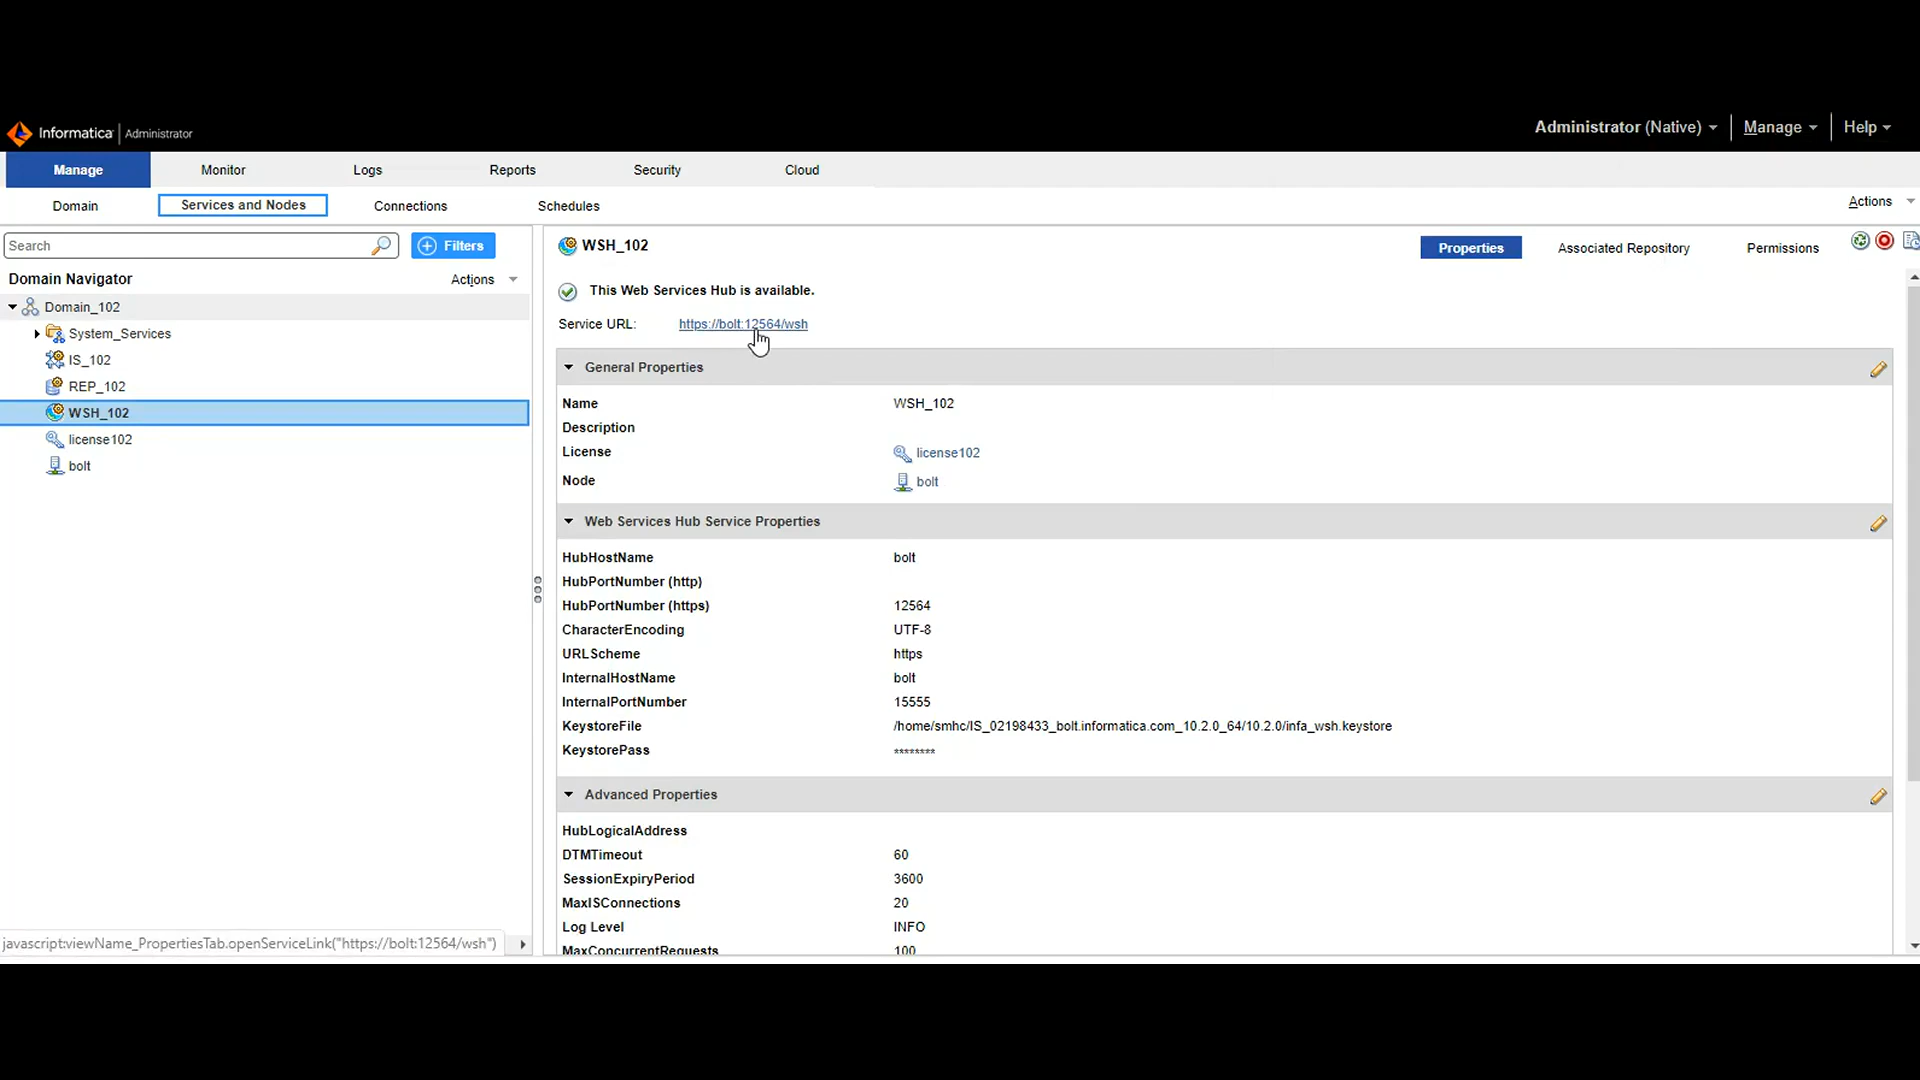 Informatica | Administrator
Administrator (Native)
Manage
Help
Manage
Monitor
Logs
Reports
Security
Cloud
Domain
Services and Nodes
Connections
Schedules
Actions
Search
Filters
Domain Navigator
Actions
Domain_102
System_Services
IS_102
REP_102
WSH_102
license102
bolt
WSH_102
Properties
Associated Repository
Permissions
This Web Services Hub is available.
Service URL: https://bolt:12564/wsh
General Properties
Name WSH_102
Description
License license102
Node bolt
Web Services Hub Service Properties
HubHostName bolt
HubPortNumber (http)
HubPortNumber (https) 12564
CharacterEncoding UTF-8
URLScheme https
InternalHostName bolt
InternalPortNumber 15555
KeystoreFile /home/smhc/IS_02198433_bolt.informatica.com_10.2.0_64/10.2.0/infa_wsh.keystore
KeystorePass ********
Advanced Properties
HubLogicalAddress
DTMTimeout 60
SessionExpiryPeriod 3600
MaxISConnections 20
Log Level INFO
MaxConcurrentRequests 100
javascript:viewName_PropertiesTab.openServiceLink("https://bolt:12564/wsh")